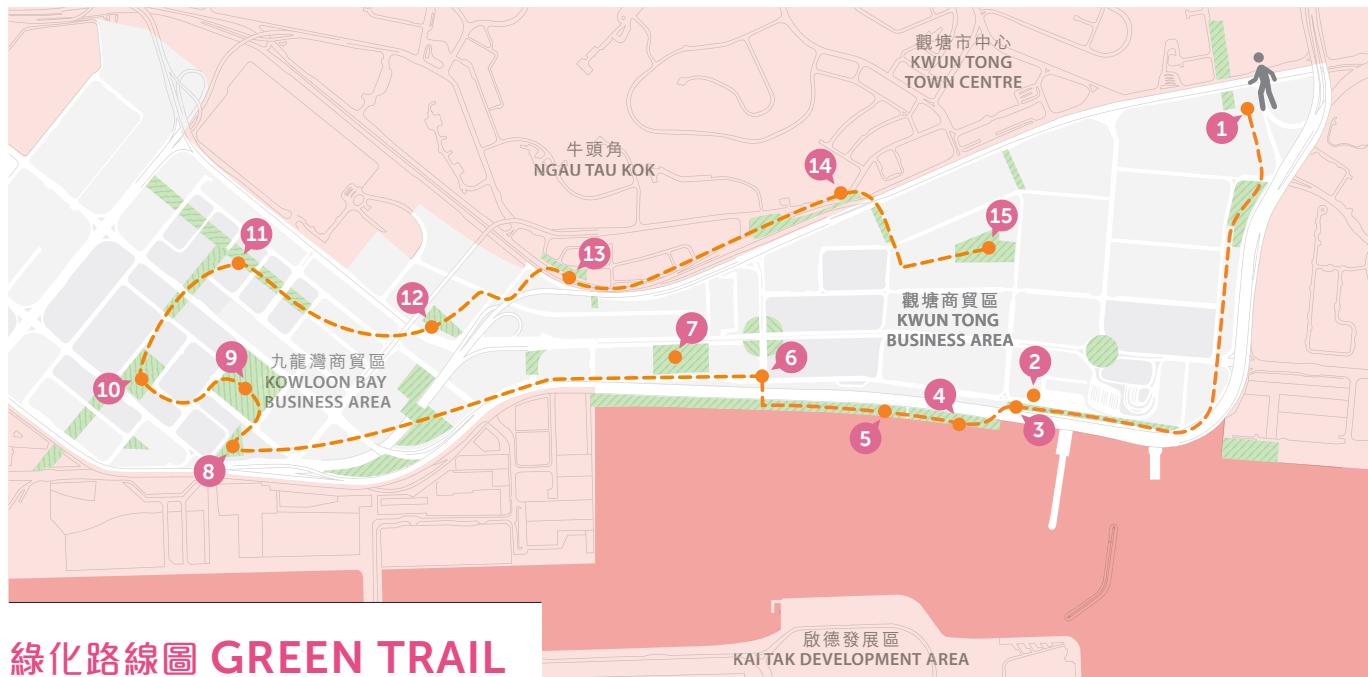 觀塘市中心
KWUN TONG
TOWN CENTRE
1
牛頭角
NGAU TAU KOK
14
15
11
13
12
觀塘商貿區
KWUN TONG
BUSINESS AREA
7
6
2
九龍灣商貿區
KOWLOON BAY
BUSINESS AREA
9
10
4
5
3
8
啟德發展區
KAI TAK DEVELOPMENT AREA
綠化路線圖 GREEN TRAIL